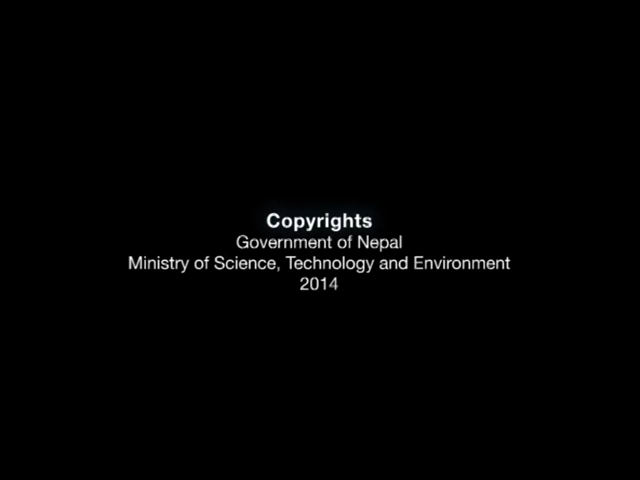 Copyrights
Government of Nepal
Ministry of Science, Technology and Environment
2014